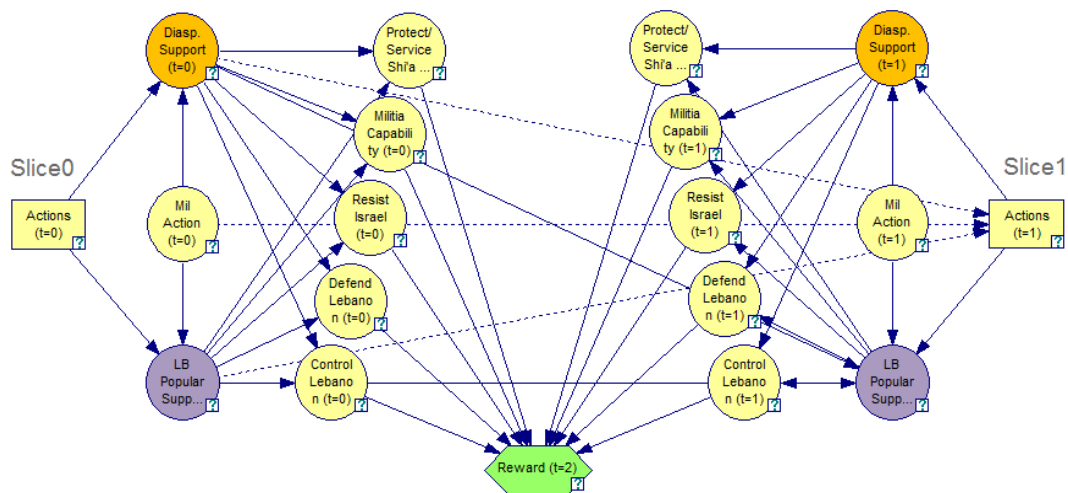 Diasp.
Support
(t=0)
?
Protect/
Service
Shi'a ...
?
Protect/
Service
Shi'a ...
?
Diasp.
Support
(t=1)
?
Militia
Capabili
ty (t=0)
?
Militia
Capabili
ty (t=1)
?
Slice0
Slice1
Actions
(t=0)
?
Mil
Action
(t=0)
?
Resist
Israel
(t=0)
?
Resist
Israel
(t=1)
?
Mil
Action
(t=1)
?
Actions
(t=1)
?
Defend
Lebano
n (t=0)
?
Defend
Lebano
n (t=1)
?
LB
Popular
Supp...
?
Control
Lebano
n (t=0)
?
Control
Lebano
n (t=1)
?
LB
Popular
Supp...
?
Reward (t=2)
?